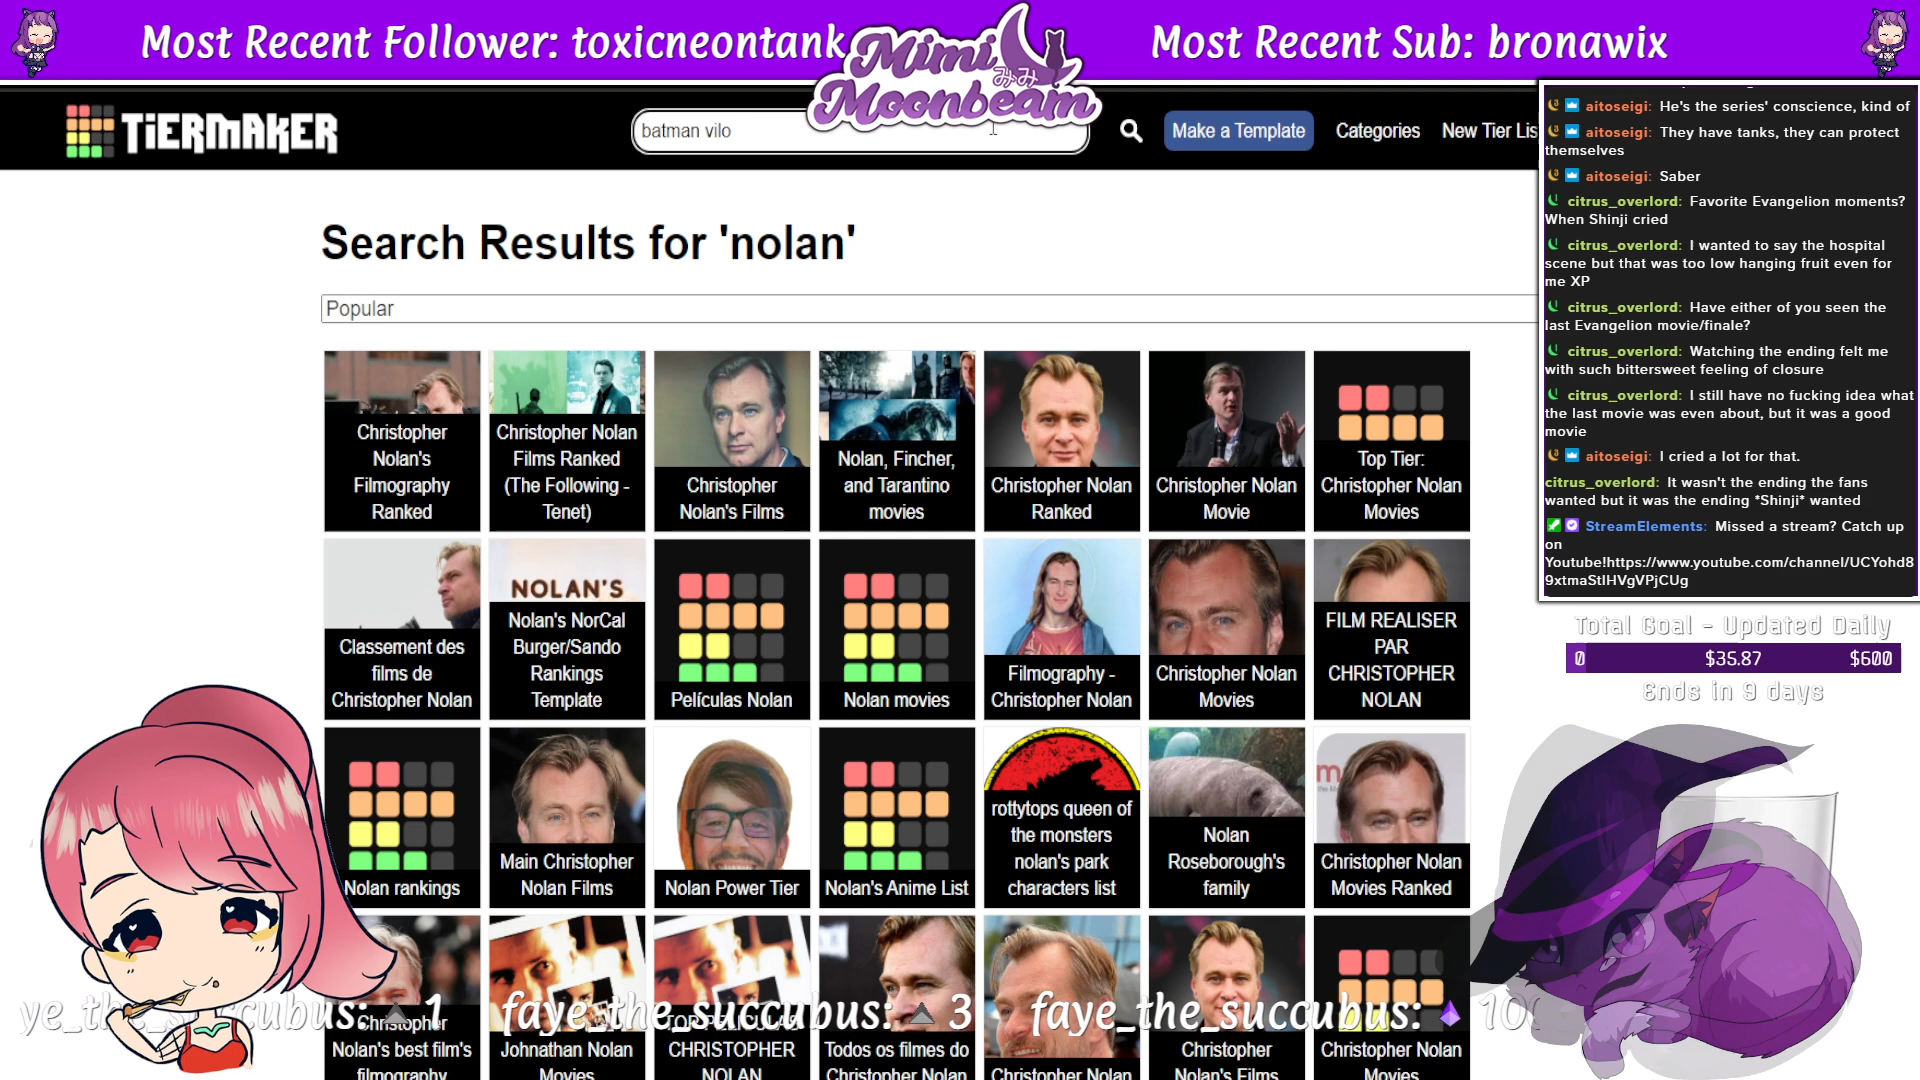 Most Recent Follower: toxicneontank
Mimi
みみ
Moonbeam
Most Recent Sub: bronawix
TiERMAKER
batman vilo
Make a Template
Categories
New Tier Lis
Search Results for 'nolan'
Popular
Christopher
Nolan's
Filmography
Ranked
Christopher Nolan
Films Ranked
(The Following -
Tenet)
Christopher
Nolan's Films
Nolan, Fincher,
and Tarantino
movies
Christopher Nolan
Ranked
Christopher Nolan
Movie
Top Tier:
Christopher Nolan
Movies
Classement des
films de
Christopher Nolan
NOLAN'S
Nolan's NorCal
Burger/Sando
Rankings
Template
Películas Nolan
Nolan movies
Filmography -
Christopher Nolan
Christopher Nolan
Movies
FILM REALISER
PAR
CHRISTOPHER
NOLAN
Nolan rankings
Main Christopher
Nolan Films
Nolan Power Tier
Nolan's Anime List
rottytops queen of
the monsters
nolan's park
characters list
Nolan
Roseborough's
family
Christopher Nolan
Movies Ranked
Christopher
Nolan's best film's
filmography
Johnathan Nolan
Movies
TOP PELICULAS
CHRISTOPHER
NOLAN
Todos os filmes do
Christopher Nolan
Christopher Nolan
Christopher
Nolan's Films
Christopher Nolan
Movies
aitoseigi: He's the series' conscience, kind of
aitoseigi: They have tanks, they can protect
themselves
aitoseigi: Saber
citrus_overlord: Favorite Evangelion moments?
When Shinji cried
citrus_overlord: I wanted to say the hospital
scene but that was too low hanging fruit even for
me XP
citrus_overlord: Have either of you seen the
last Evangelion movie/finale?
citrus_overlord: Watching the ending felt me
with such bittersweet feeling of closure
citrus_overlord: I still have no fucking idea what
the last movie was even about, but it was a good
movie
aitoseigi: I cried a lot for that.
citrus_overlord: It wasn't the ending the fans
wanted but it was the ending *Shinji* wanted
StreamElements: Missed a stream? Catch up
on
Youtube!https://www.youtube.com/channel/UCYohd8
9xtmaStIHVgVPjCUg
Total Goal - Updated Daily
0 $35.87 $600
Ends in 9 days
ye_the_succubus: 1 faye_the_succubus: 3 faye_the_succubus: 10